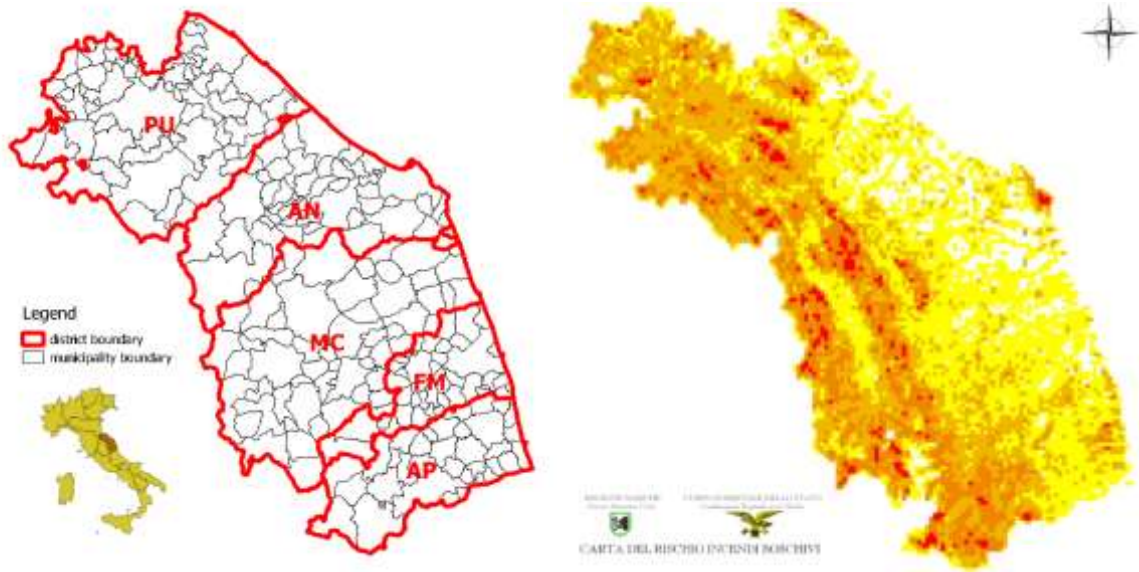 PU
AN
MC
FM
AP
Legend
district boundary
municipality boundary
CARTA DEL RISCHIO INCENDI BOSCHIVI